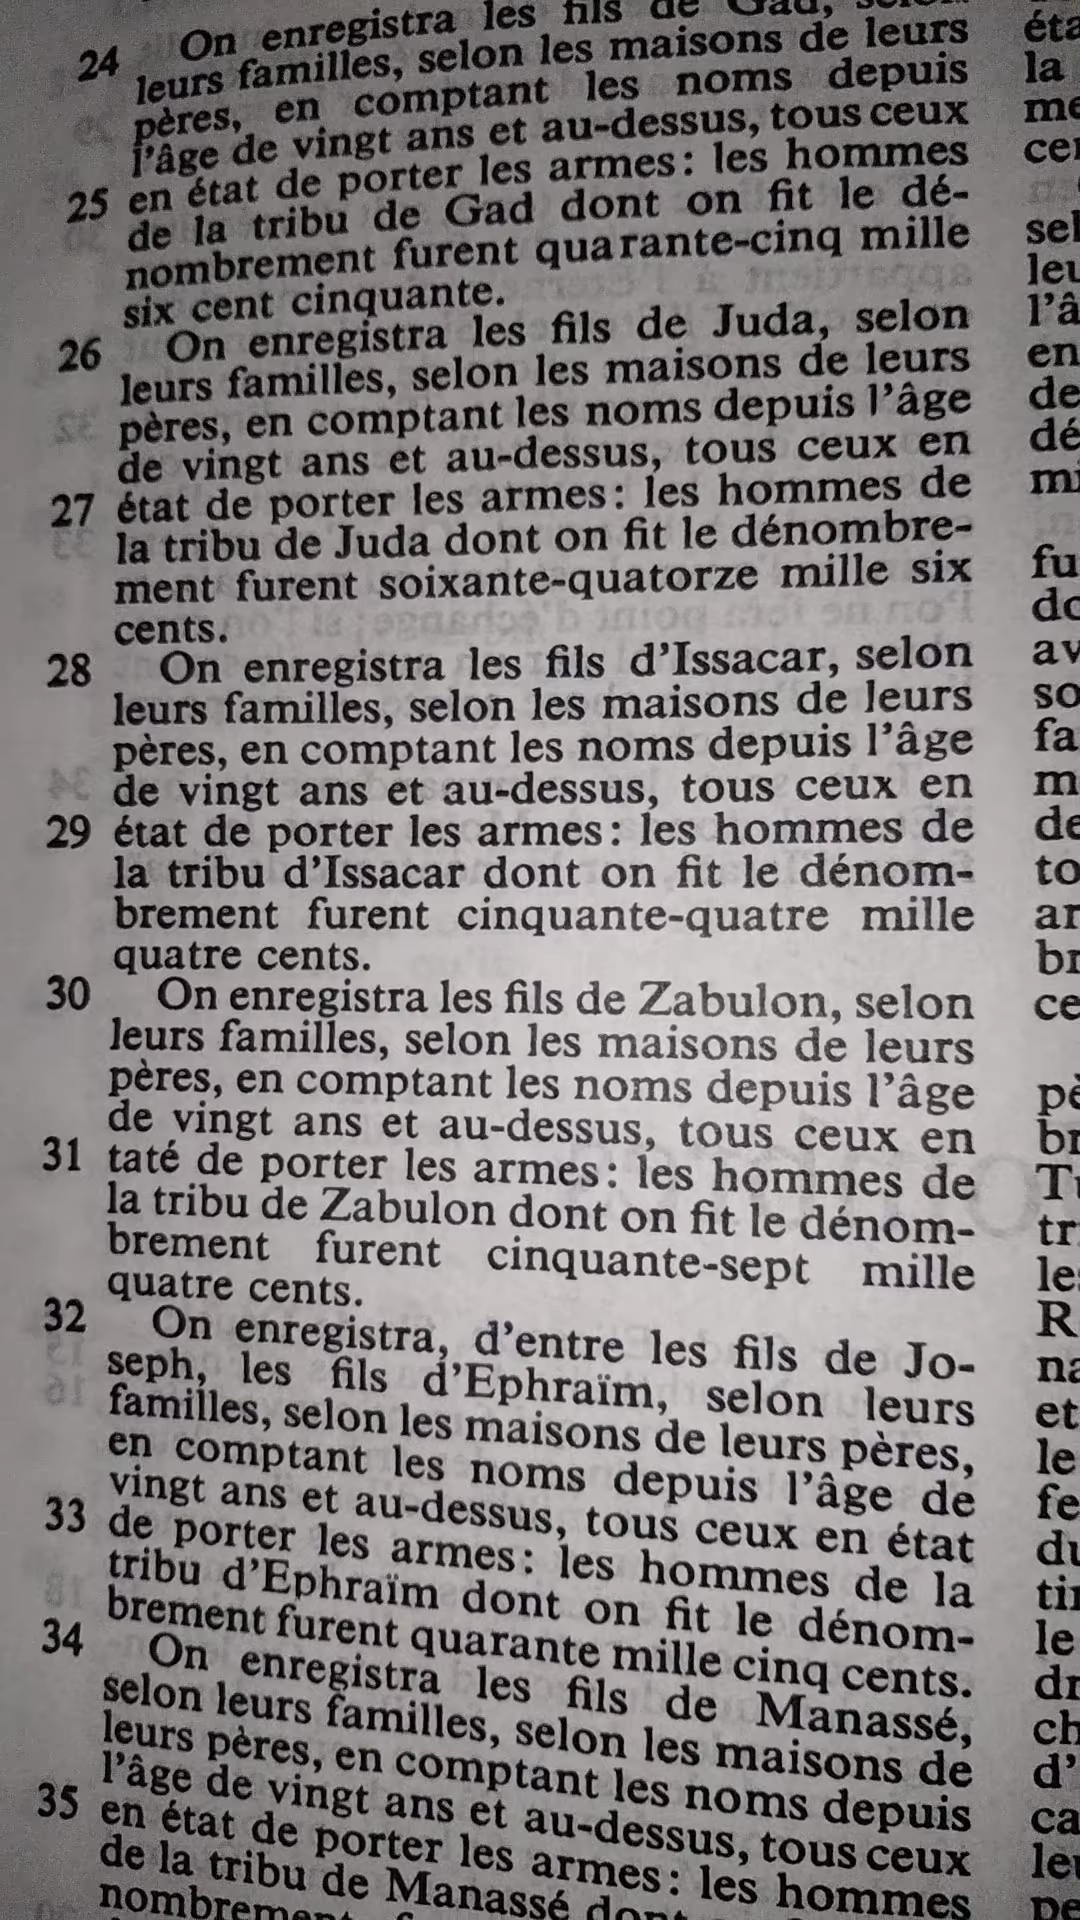 24 On enregistra les fils de Gad,
leurs familles, selon les maisons de leurs
pères, en comptant les noms depuis
l'âge de vingt ans et au-dessus, tous ceux
25 en état de porter les armes: les hommes
de la tribu de Gad dont on fit le dé-
nombrement furent quarante-cinq mille
six cent cinquante.
26 On enregistra les fils de Juda, selon
leurs familles, selon les maisons de leurs
pères, en comptant les noms depuis l'âge
de vingt ans et au-dessus, tous ceux en
27 état de porter les armes: les hommes de
la tribu de Juda dont on fit le dénombre-
ment furent soixante-quatorze mille six
cents.
28 On enregistra les fils d'Issacar, selon
leurs familles, selon les maisons de leurs
pères, en comptant les noms depuis l'âge
de vingt ans et au-dessus, tous ceux en
29 état de porter les armes: les hommes de
la tribu d'Issacar dont on fit le dénom-
brement furent cinquante-quatre mille
quatre cents.
30 On enregistra les fils de Zabulon, selon
leurs familles, selon les maisons de leurs
pères, en comptant les noms depuis l'âge
de vingt ans et au-dessus, tous ceux en
31 taté de porter les armes: les hommes de
la tribu de Zabulon dont on fit le dénom-
brement furent cinquante-sept mille
quatre cents.
32 On enregistra, d'entre les fils de Jo-
seph, les fils d'Ephraïm, selon leurs
familles, selon les maisons de leurs pères,
en comptant les noms depuis l'âge de
vingt ans et au-dessus, tous ceux en état
33 de porter les armes: les hommes de la
tribu d'Ephraïm dont on fit le dénom-
brement furent quarante mille cinq cents.
34 On enregistra les fils de Manassé,
selon leurs familles, selon les maisons de
leurs pères, en comptant les noms depuis
l'âge de vingt ans et au-dessus, tous ceux
35 en état de porter les armes: les hommes
de la tribu de Manassé dont